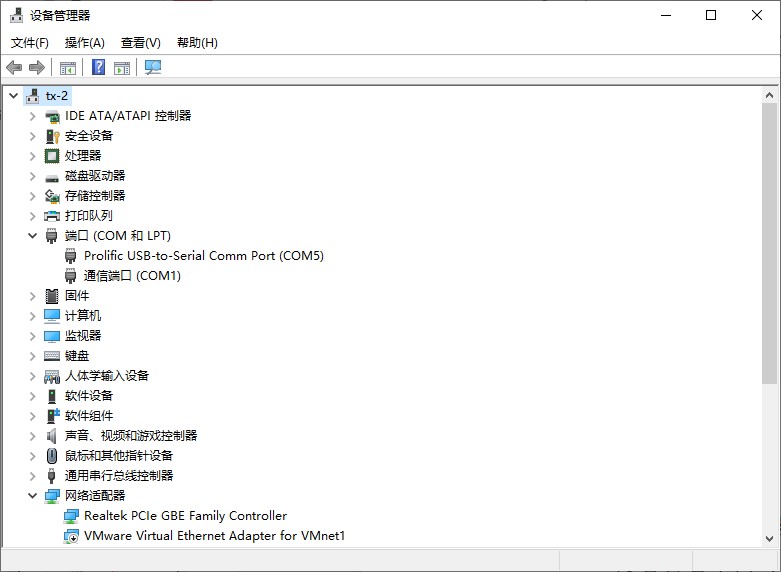 设备管理器
文件(F) 操作(A) 查看(V) 帮助(H)
tx-2
IDE ATA/ATAPI 控制器
安全设备
处理器
磁盘驱动器
存储控制器
打印队列
端口 (COM 和 LPT)
Prolific USB-to-Serial Comm Port (COM5)
通信端口 (COM1)
固件
计算机
监视器
键盘
人体学输入设备
软件设备
软件组件
声音、视频和游戏控制器
鼠标和其他指针设备
通用串行总线控制器
网络适配器
Realtek PCIe GBE Family Controller
VMware Virtual Ethernet Adapter for VMnet1